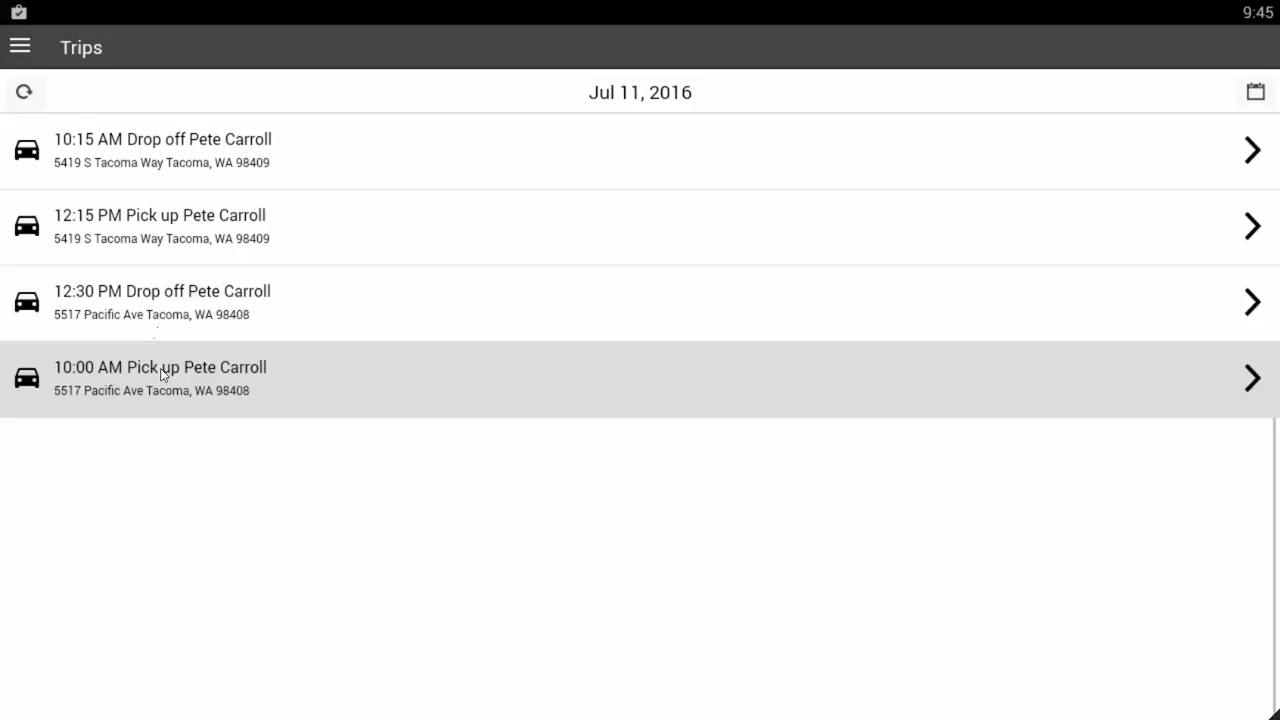 9:45
Trips
Jul 11, 2016
10:15 AM Drop off Pete Carroll
5419 S Tacoma Way Tacoma, WA 98409
12:15 PM Pick up Pete Carroll
5419 S Tacoma Way Tacoma, WA 98409
12:30 PM Drop off Pete Carroll
5517 Pacific Ave Tacoma, WA 98408
10:00 AM Pick up Pete Carroll
5517 Pacific Ave Tacoma, WA 98408